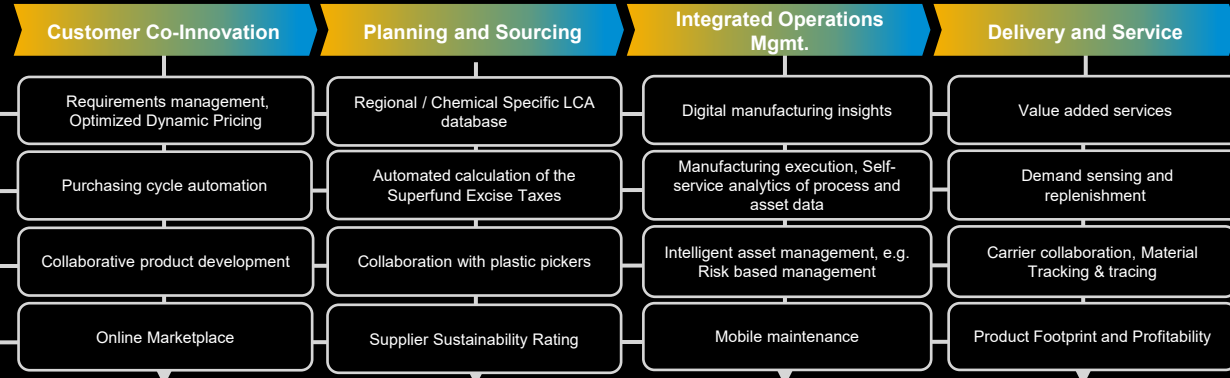 Customer Co-Innovation
Planning and Sourcing
Integrated Operations
Mgmt.
Delivery and Service
Requirements management,
Optimized Dynamic Pricing
Regional / Chemical Specific LCA
database
Digital manufacturing insights
Value added services
Purchasing cycle automation
Automated calculation of the
Superfund Excise Taxes
Manufacturing execution, Self-
service analytics of process and
asset data
Demand sensing and
replenishment
Collaborative product development
Collaboration with plastic pickers
Intelligent asset management, e.g.
Risk based management
Carrier collaboration, Material
Tracking & tracing
Online Marketplace
Supplier Sustainability Rating
Mobile maintenance
Product Footprint and Profitability